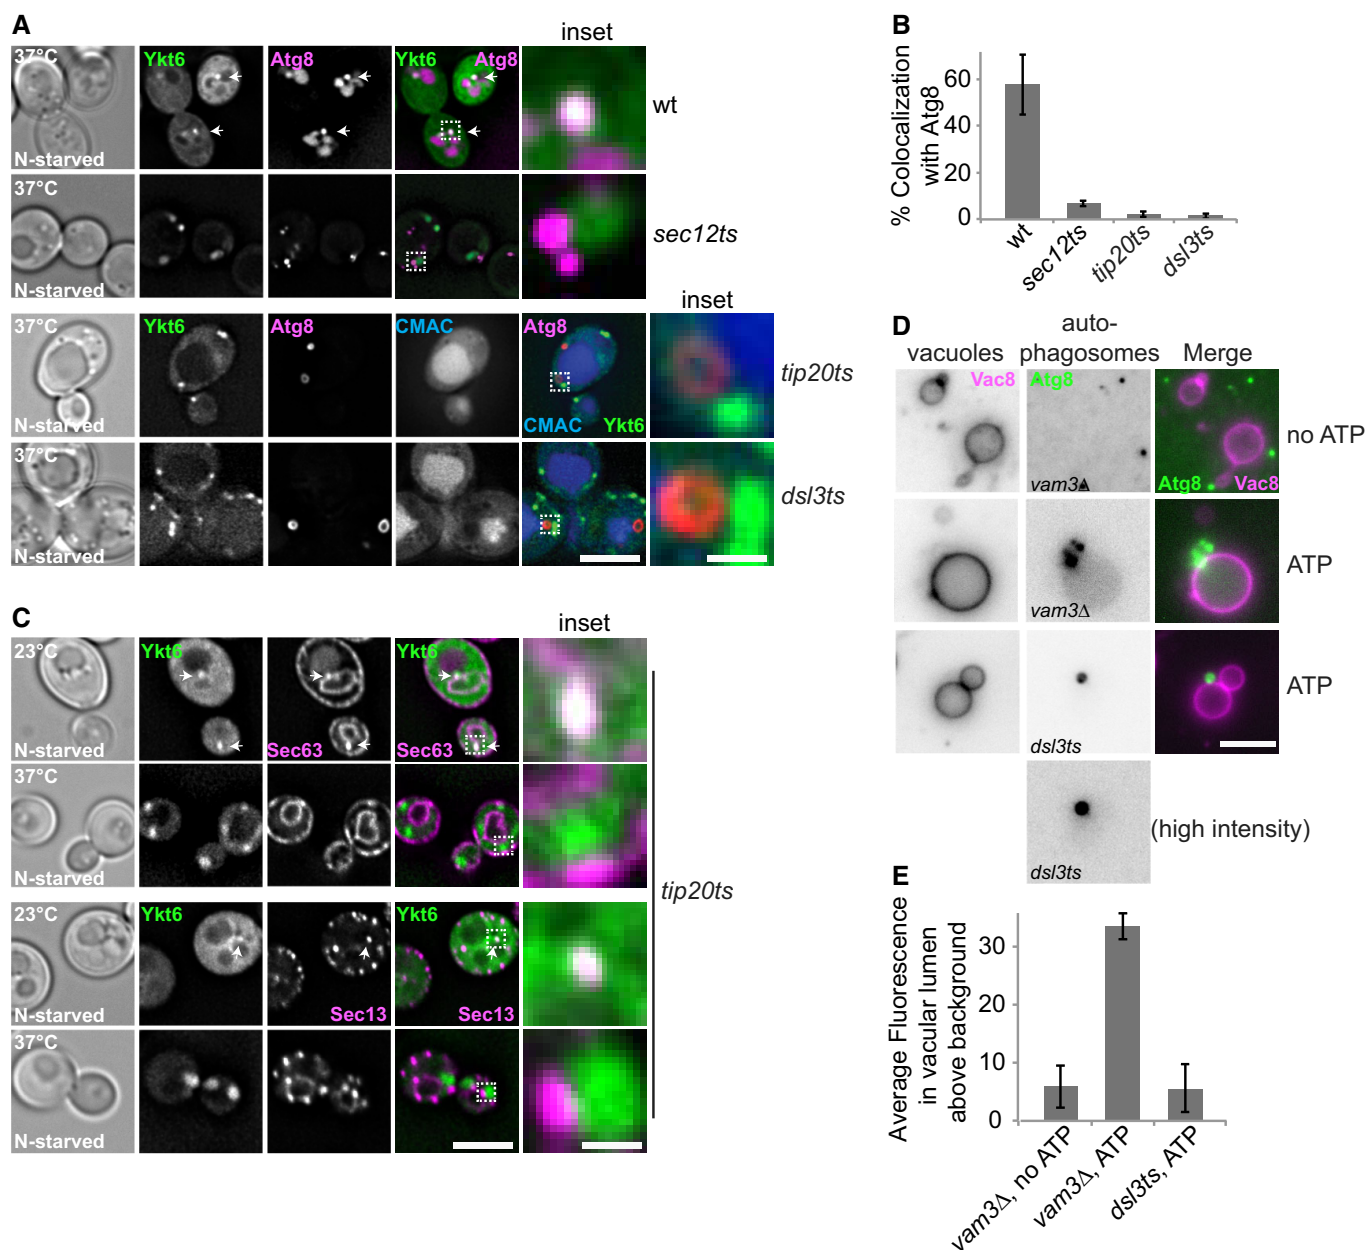 A
inset
37°C
Ykt6
Atg8
Ykt6
Atg8
N-starved
wt
37°C
N-starved
sec12ts
inset
37°C
Ykt6
Atg8
CMAC
Atg8
N-starved
CMAC
Ykt6
tip20ts
37°C
N-starved
dsl3ts
B
% Colocalization
with Atg8
60
40
20
0
wt
sec12ts
tip20ts
dsl3ts
C
inset
23°C
Ykt6
Ykt6
N-starved
Sec63
Sec63
37°C
N-starved
tip20ts
23°C
Ykt6
Ykt6
N-starved
Sec13
Sec13
37°C
N-starved
D
auto-
vacuoles
phagosomes
Merge
Vac8
Atg8
vam3Δ
Atg8
Vac8
no ATP
vam3Δ
ATP
dsl3ts
ATP
dsl3ts
(high intensity)
E
Average Fluorescence
in vacular lumen
above background
30
20
10
0
vam3Δ, no ATP
vam3Δ, ATP
dsl3ts, ATP